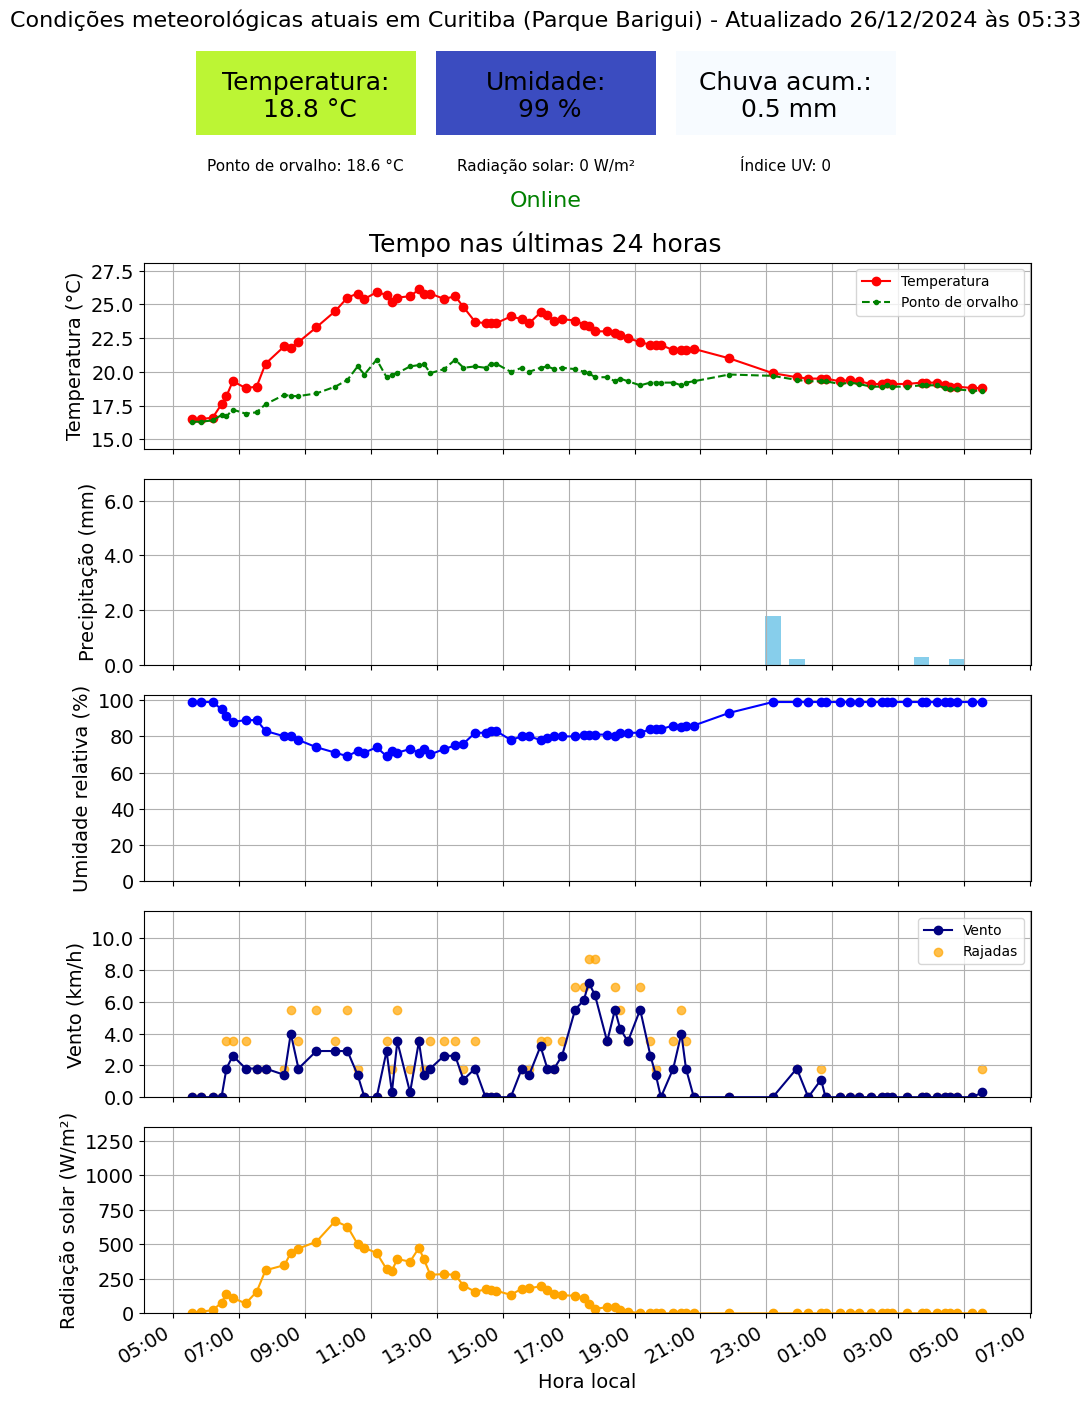 Condições meteorológicas atuais em Curitiba (Parque Barigui) - Atualizado 26/12/2024 às 05:33
Temperatura:
18.8 °C
Umidade:
99 %
Chuva acum.:
0.5 mm
Ponto de orvalho: 18.6 °C
Radiação solar: 0 W/m²
Índice UV: 0
Online
Tempo nas últimas 24 horas
Temperatura (°C)
27.5
25.0
22.5
20.0
17.5
15.0
Temperatura
Ponto de orvalho
Precipitação (mm)
6.0
4.0
2.0
0.0
Umidade relativa (%)
100
80
60
40
20
0
Vento (km/h)
10.0
8.0
6.0
4.0
2.0
0.0
Vento
Rajadas
Radiação solar (W/m²)
1250
1000
750
500
250
0
05:00 07:00 09:00 11:00 13:00 15:00 17:00 19:00 21:00 23:00 01:00 03:00 05:00 07:00
Hora local